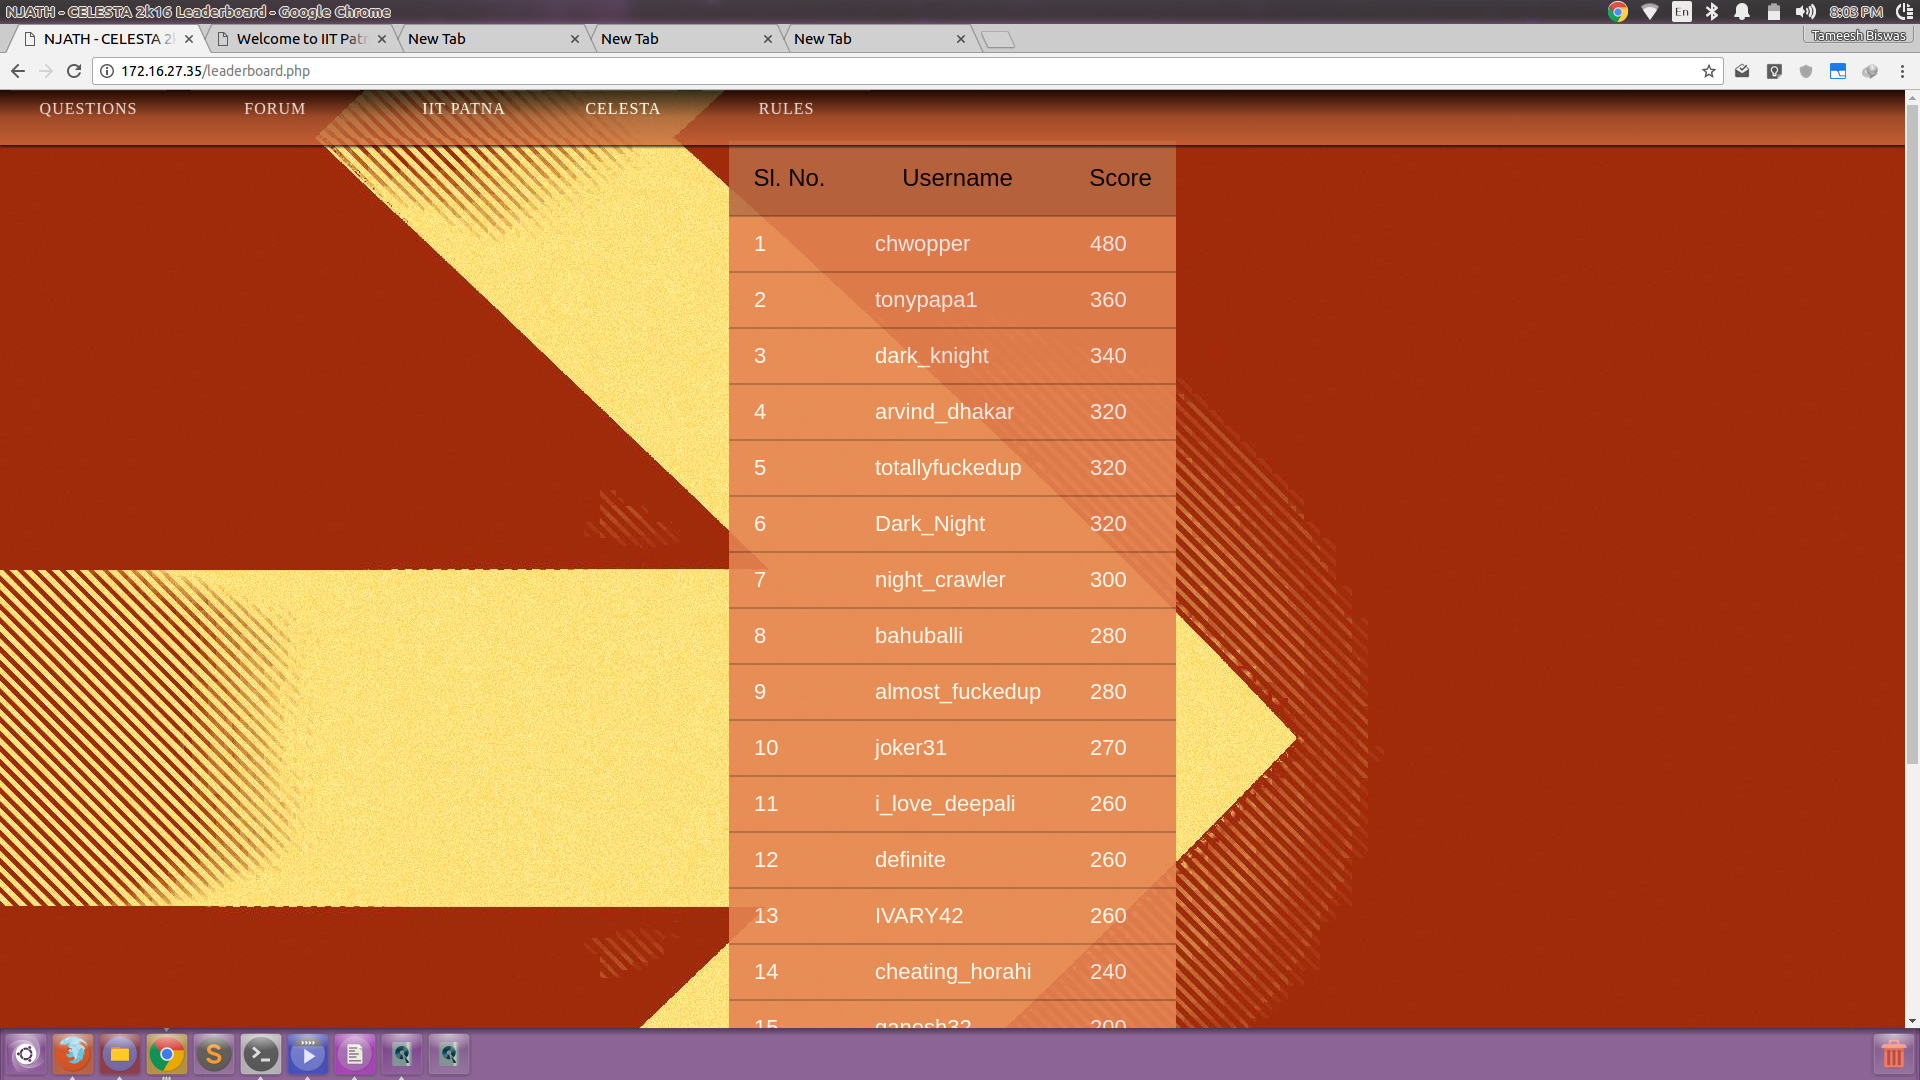 NJATH - CELESTA 2k16 Leaderboard - Google Chrome
En
8:03 PM
NJATH - CELESTA 2
Welcome to IIT Patn
New Tab
New Tab
New Tab
Tameesh Biswas
172.16.27.35/leaderboard.php
QUESTIONS FORUM IIT PATNA CELESTA RULES
Sl. No. Username Score
1 chwopper 480
2 tonypapa1 360
3 dark_knight 340
4 arvind_dhakar 320
5 totallyfuckedup 320
6 Dark_Night 320
7 night_crawler 300
8 bahuballi 280
9 almost_fuckedup 280
10 joker31 270
11 i_love_deepali 260
12 definite 260
13 IVARY42 260
14 cheating_horahi 240
15 ganesh32 200